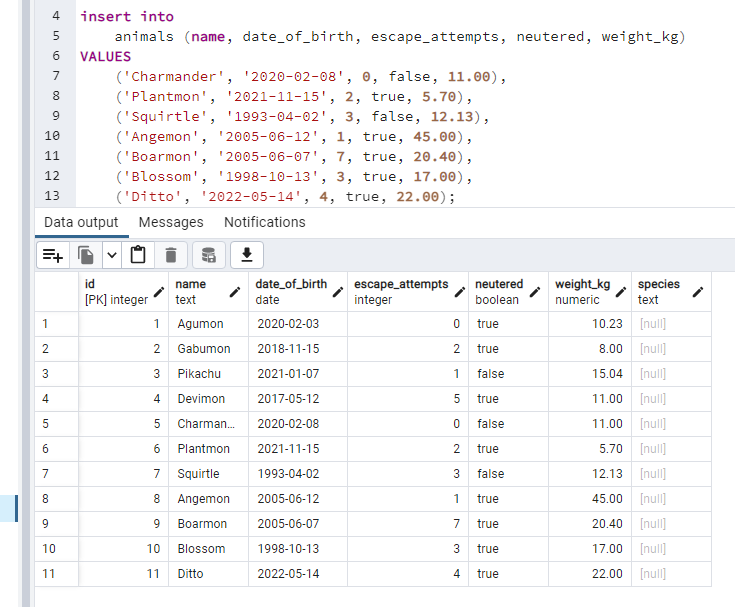 4 insert into
5 animals (name, date_of_birth, escape_attempts, neutered, weight_kg)
6 VALUES
7 ('Charmander', '2020-02-08', 0, false, 11.00),
8 ('Plantmon', '2021-11-15', 2, true, 5.70),
9 ('Squirtle', '1993-04-02', 3, false, 12.13),
10 ('Angemon', '2005-06-12', 1, true, 45.00),
11 ('Boarmon', '2005-06-07', 7, true, 20.40),
12 ('Blossom', '1998-10-13', 3, true, 17.00),
13 ('Ditto', '2022-05-14', 4, true, 22.00);
Data output Messages Notifications
id name date_of_birth escape_attempts neutered weight_kg species
[PK] integer text date integer boolean numeric text
1 1 Agumon 2020-02-03 0 true 10.23 [null]
2 2 Gabumon 2018-11-15 2 true 8.00 [null]
3 3 Pikachu 2021-01-07 1 false 15.04 [null]
4 4 Devimon 2017-05-12 5 true 11.00 [null]
5 5 Charman... 2020-02-08 0 false 11.00 [null]
6 6 Plantmon 2021-11-15 2 true 5.70 [null]
7 7 Squirtle 1993-04-02 3 false 12.13 [null]
8 8 Angemon 2005-06-12 1 true 45.00 [null]
9 9 Boarmon 2005-06-07 7 true 20.40 [null]
10 10 Blossom 1998-10-13 3 true 17.00 [null]
11 11 Ditto 2022-05-14 4 true 22.00 [null]